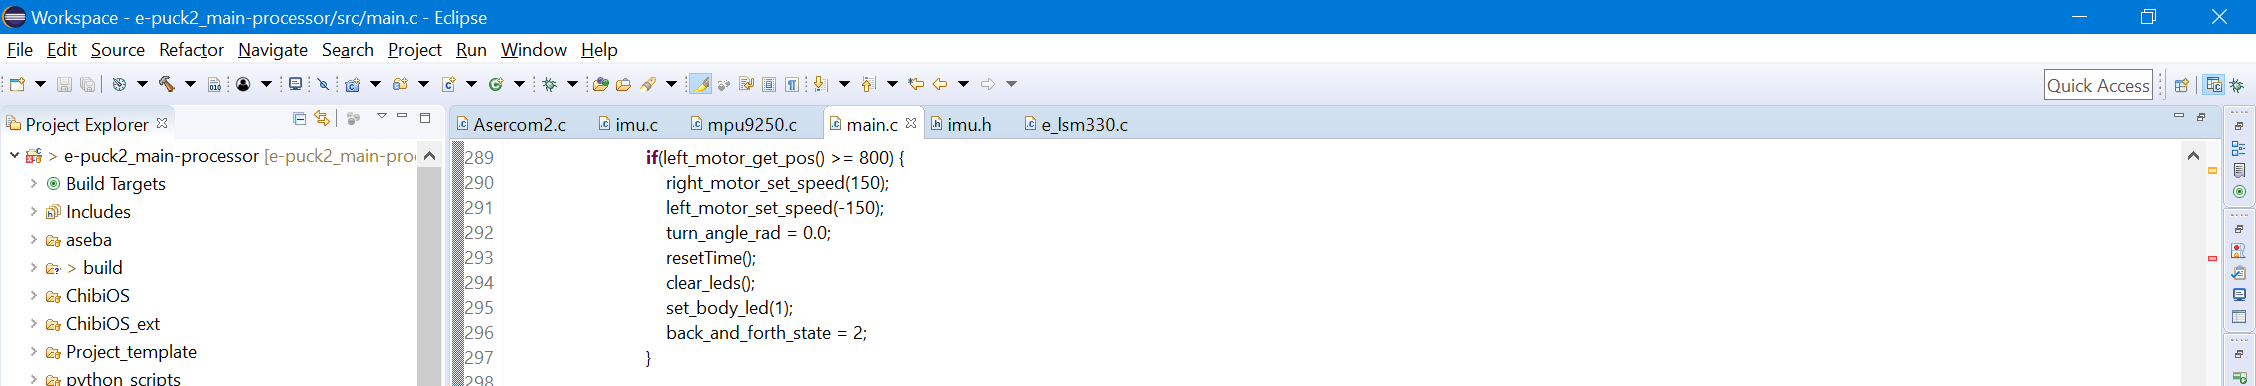 Workspace - e-puck2_main-processor/src/main.c - Eclipse
File Edit Source Refactor Navigate Search Project Run Window Help
Quick Access
Project Explorer
Asercom2.c imu.c mpu9250.c main.c imu.h e_lsm330.c
> e-puck2_main-processor [e-puck2_main-pro
Build Targets
Includes
aseba
> build
ChibiOS
ChibiOS_ext
Project_template
python_scripts
289 if(left_motor_get_pos() >= 800) {
290 right_motor_set_speed(150);
291 left_motor_set_speed(-150);
292 turn_angle_rad = 0.0;
293 resetTime();
294 clear_leds();
295 set_body_led(1);
296 back_and_forth_state = 2;
297 }
298